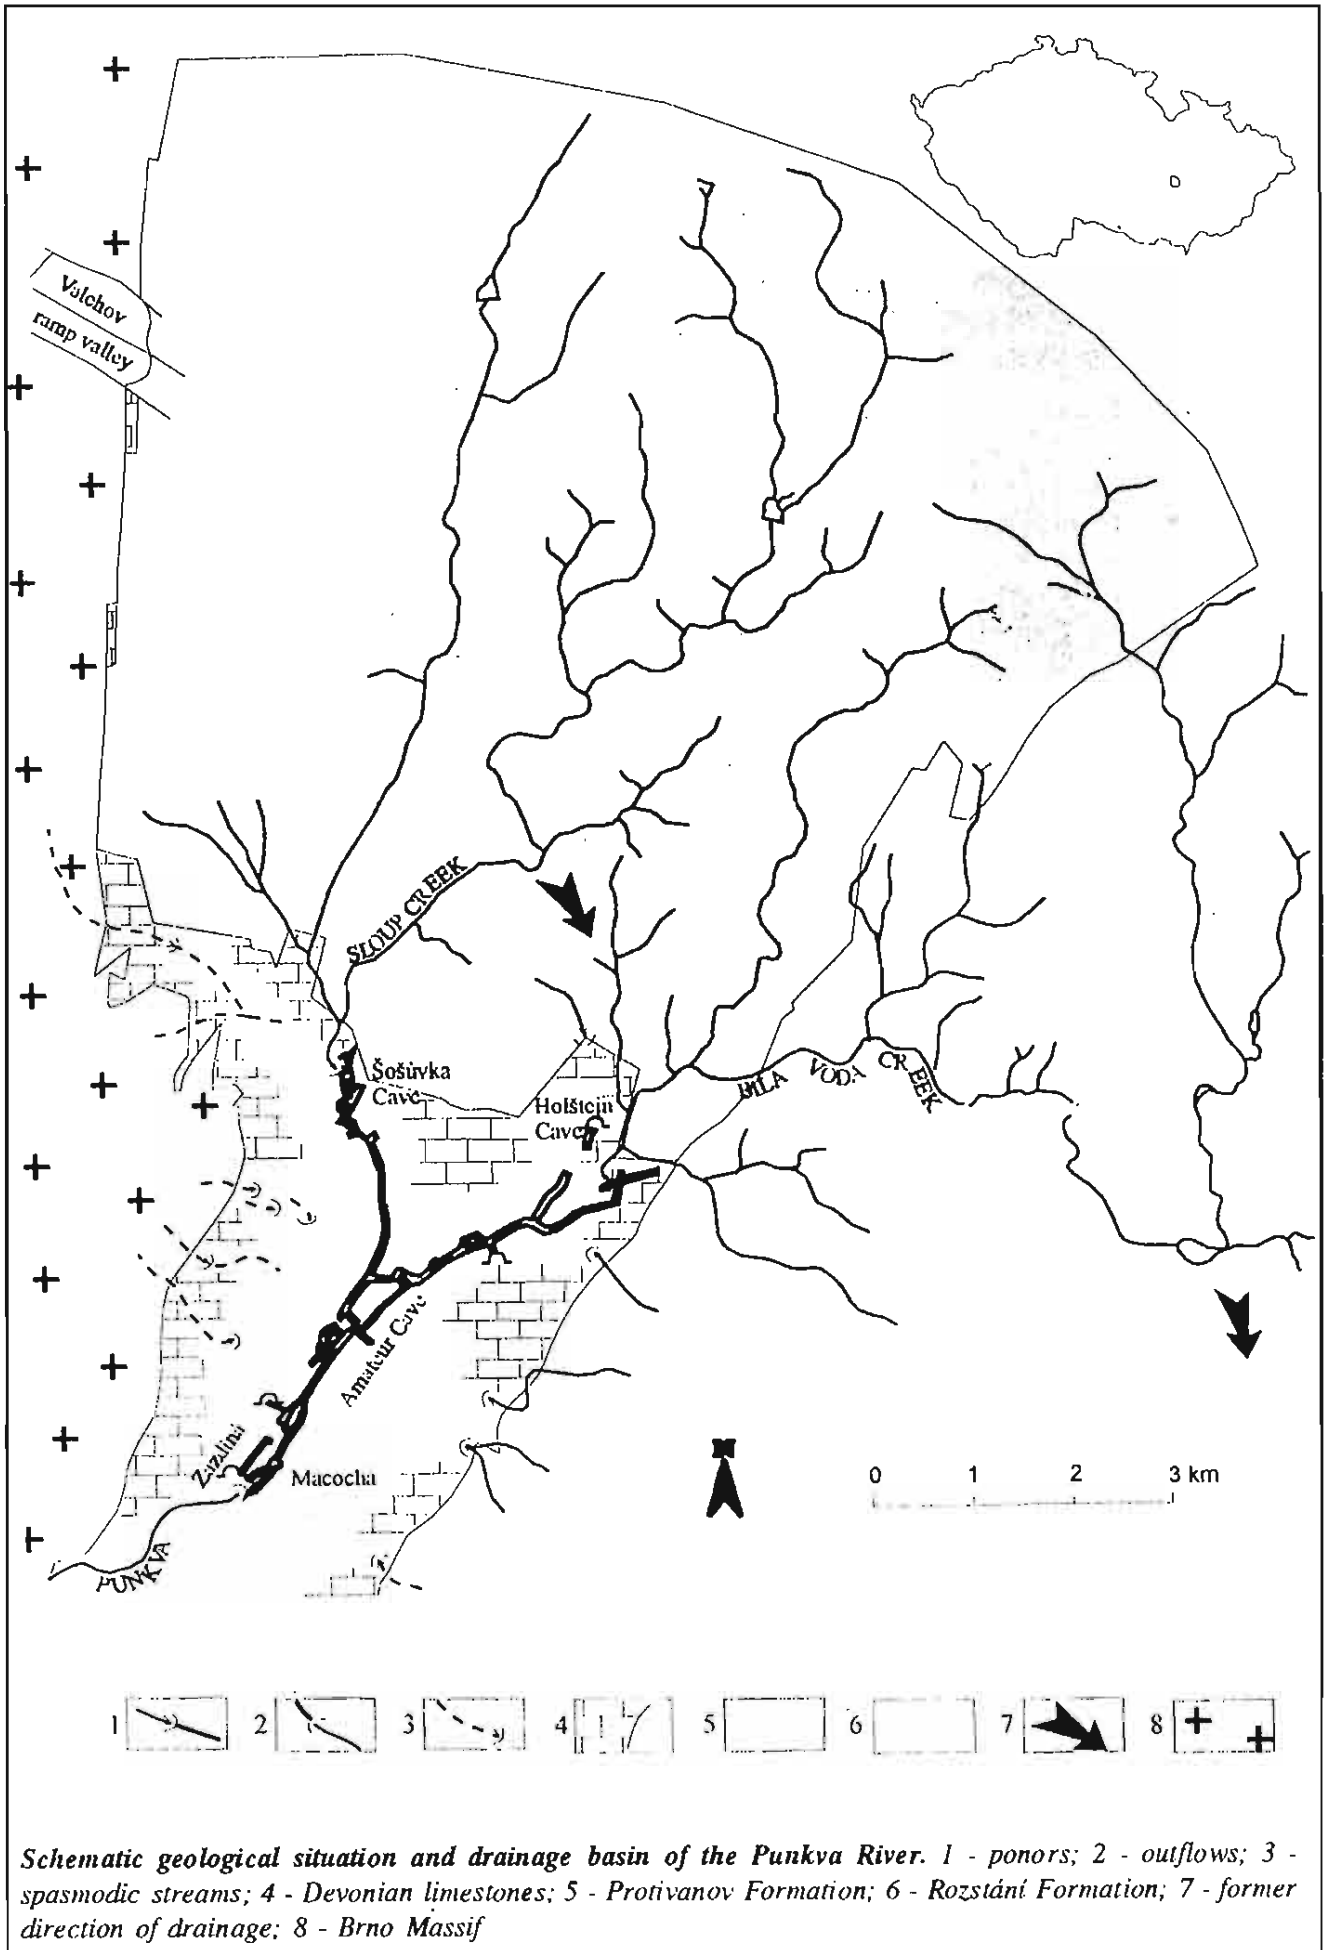 Valchov
ramp valley
SLOUP CREEK
Šošůvka
Cave
Holštejn
Cave
BÍLA VODA CREEK
Amateur Cave
Zazdiná
Macocha
PUNKVA
N
0 1 2 3 km
1 2 3 4 5 6 7 8
Schematic geological situation and drainage basin of the Punkva River. 1 - ponors; 2 - outflows; 3 -
spasmodic streams; 4 - Devonian limestones; 5 - Protivanov Formation; 6 - Rozstání Formation; 7 - former
direction of drainage; 8 - Brno Massif